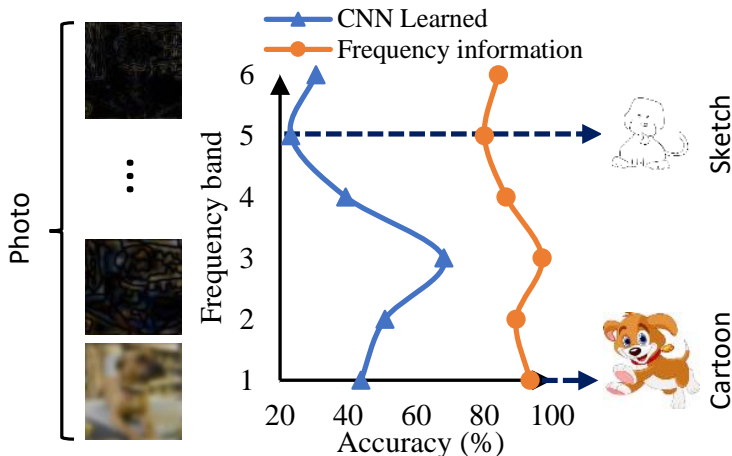 CNN Learned
Frequency information
Photo
...
Frequency band
6
5
4
3
2
1
20 40 60 80 100
Accuracy (%)
Sketch
Cartoon